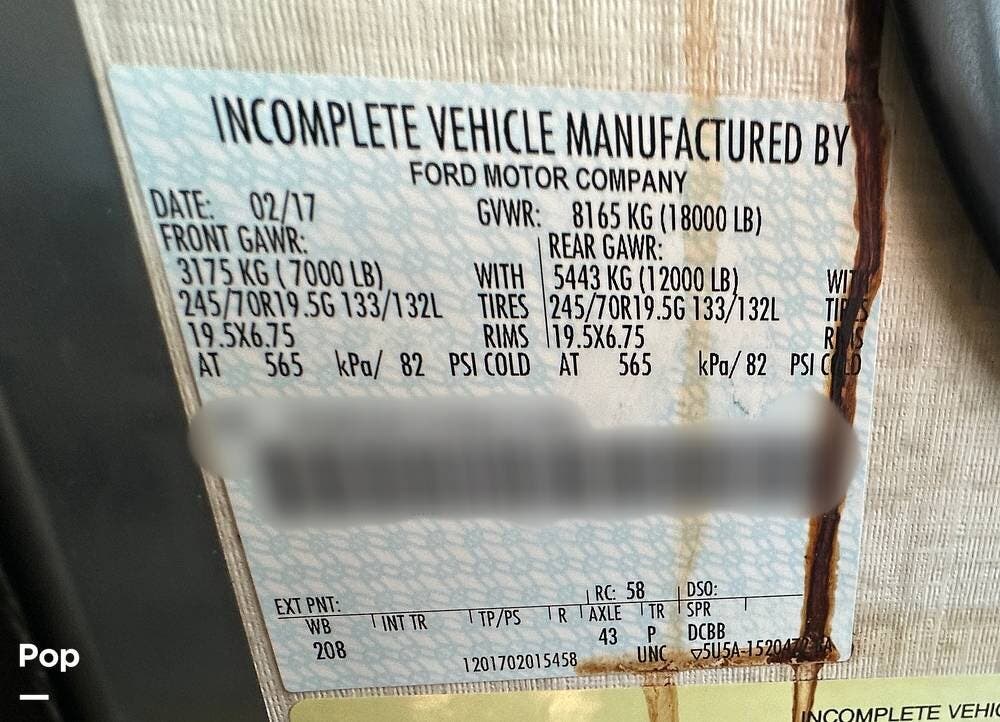 INCOMPLETE VEHICLE MANUFACTURED BY
FORD MOTOR COMPANY
DATE: 02/17 GVWR: 8165 KG (18000 LB)
FRONT GAWR: REAR GAWR:
3175 KG ( 7000 LB) WITH 5443 KG (12000 LB) WITH
245/70R19.5G 133/132L TIRES 245/70R19.5G 133/132L TIRES
19.5X6.75 RIMS 19.5X6.75 RIMS
AT 565 kPa/ 82 PSI COLD AT 565 kPa/ 82 PSI COLD
RC: 58 DSO:
EXT PNT:
WB INT TR TP/PS R AXLE TR SPR
208 43 P DCBB
1201702015458 UNC
Pop
INCOMPLETE VEHIC